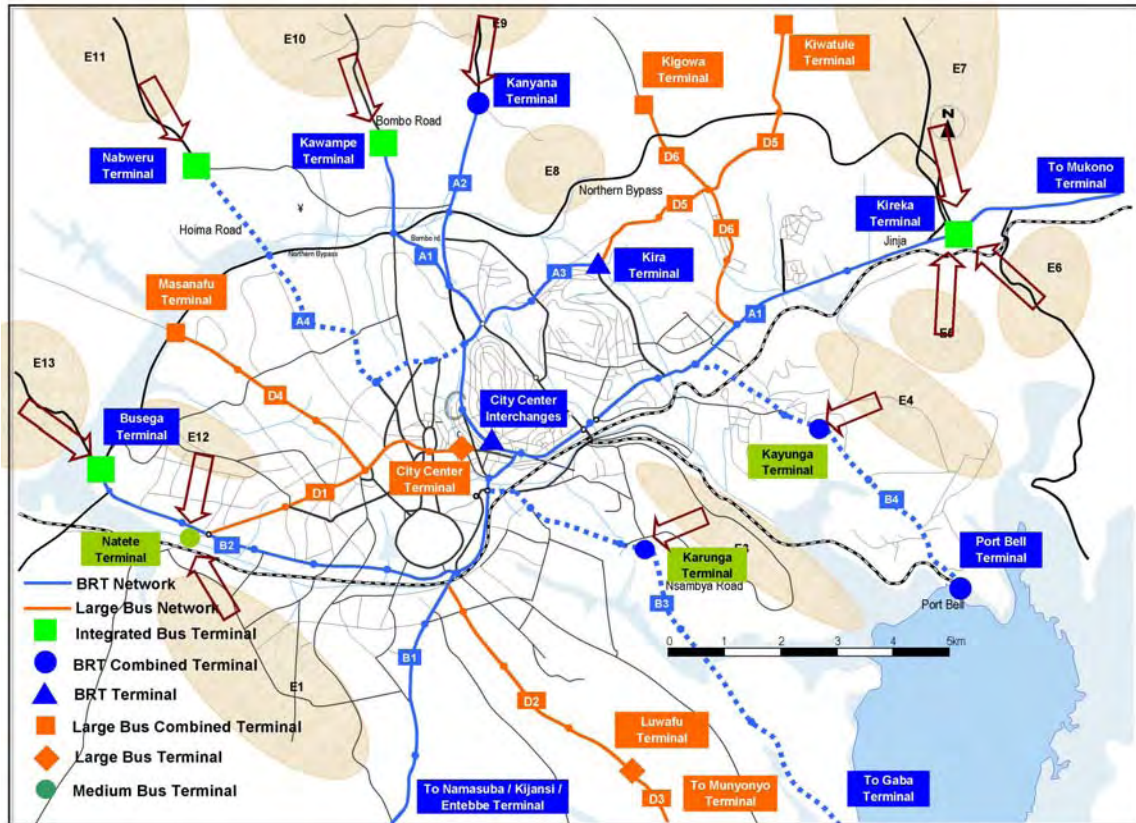 E11
E10
E9
Kiwatule
Terminal
Kigowa
Terminal
E7
Kanyana
Terminal
Bombo Road
Kawampe
Terminal
Nabweru
Terminal
N
D5
D6
A2
E8
To Mukono
Terminal
Kireka
Terminal
Northern Bypass
D5
D6
Hoima Road
¥
Bombe rd.
Jinja
Northern Bypass
A1
A3
Kira
Terminal
E6
Masanafu
Terminal
A4
A1
E5
E13
D4
City Center
Interchanges
E4
Busega
Terminal
E12
Kayunga
Terminal
City Center
Terminal
D1
B4
Natete
Terminal
B2
E3
Karunga
Terminal
Port Bell
Terminal
Nsambya Road
B3
Port Bell
BRT Network
Large Bus Network
Integrated Bus Terminal
BRT Combined Terminal
BRT Terminal
Large Bus Combined Terminal
Large Bus Terminal
Medium Bus Terminal
0 1 2 3 4 5km
B1
E1
D2
Luwafu
Terminal
D3
To Namasuba / Kijansi /
Entebbe Terminal
To Munyonyo
Terminal
To Gaba
Terminal